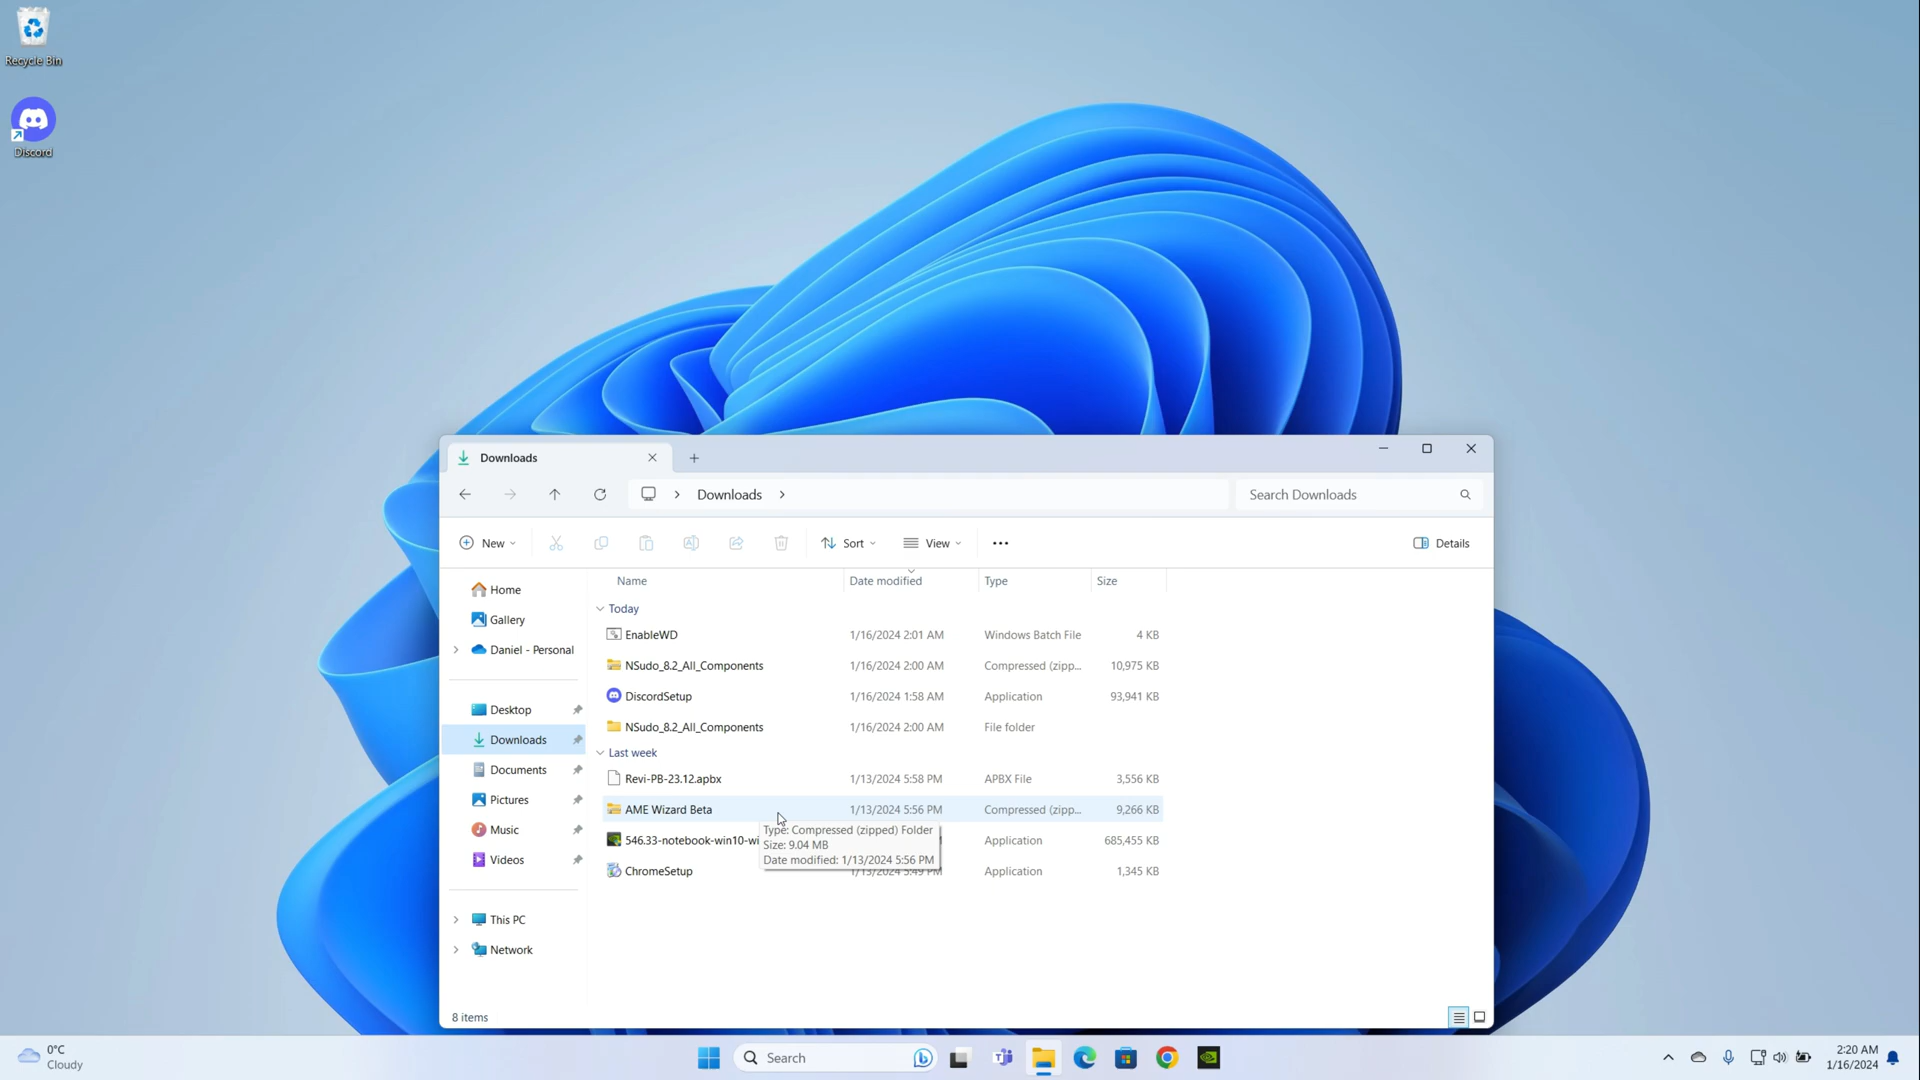 Recycle Bin
Discord
Downloads
Downloads
Search Downloads
New
Sort
View
Details
Name Date modified Type Size
Today
EnableWD 1/16/2024 2:01 AM Windows Batch File 4 KB
NSudo_8.2_All_Components 1/16/2024 2:00 AM Compressed (zipp... 10,975 KB
DiscordSetup 1/16/2024 1:58 AM Application 93,941 KB
NSudo_8.2_All_Components 1/16/2024 2:00 AM File folder
Last week
Revi-PB-23.12.apbx 1/13/2024 5:58 PM APBX File 3,556 KB
AME Wizard Beta 1/13/2024 5:56 PM Compressed (zipp... 9,266 KB
546.33-notebook-win10-wi Application 685,455 KB
ChromeSetup 1/13/2024 5:49 PM Application 1,345 KB
Type: Compressed (zipped) Folder
Size: 9.04 MB
Date modified: 1/13/2024 5:56 PM
Home
Gallery
Daniel - Personal
Desktop
Downloads
Documents
Pictures
Music
Videos
This PC
Network
8 items
0°C
Cloudy
Search
2:20 AM
1/16/2024